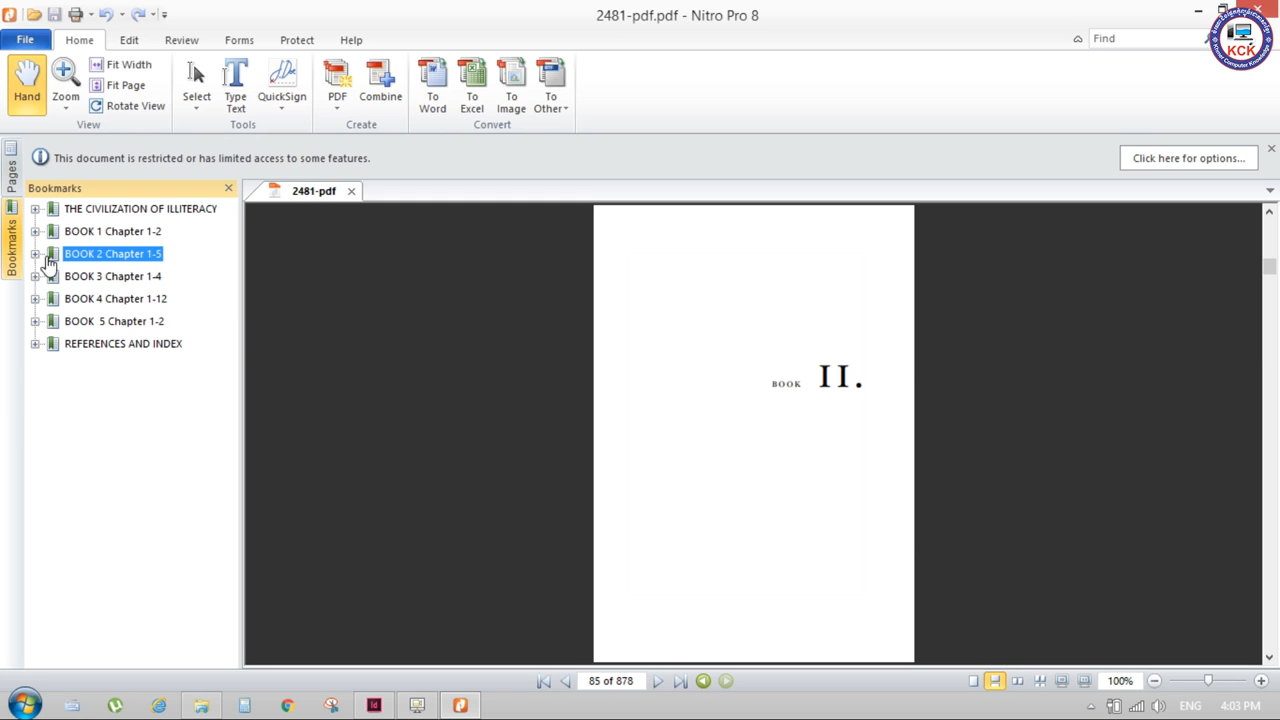 2481-pdf.pdf - Nitro Pro 8
File Home Edit Review Forms Protect Help
Find
KCK
Khmer Computer Knowledge
Hand
Zoom
Fit Width
Fit Page
Rotate View
View
Select
Type Text
QuickSign
Tools
PDF
Combine
Create
To Word
To Excel
To Image
To Other
Convert
This document is restricted or has limited access to some features.
Click here for options...
Pages
Bookmarks
Bookmarks
THE CIVILIZATION OF ILLITERACY
BOOK 1 Chapter 1-2
BOOK 2 Chapter 1-5
BOOK 3 Chapter 1-4
BOOK 4 Chapter 1-12
BOOK  5 Chapter 1-2
REFERENCES AND INDEX
2481-pdf
BOOK II.
85 of 878
100%
ENG
4:03 PM